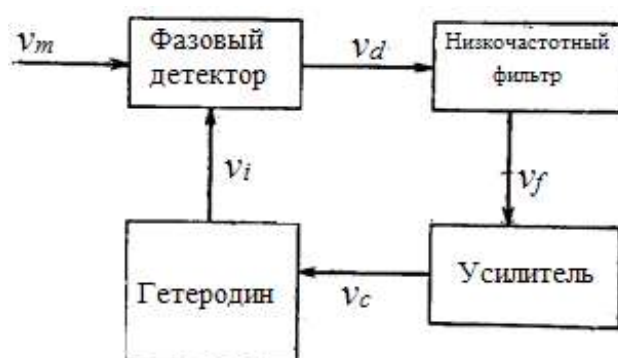 v_m
Фазовый
детектор
v_d
Низкочастотный
фильтр
v_i
v_f
Гетеродин
v_c
Усилитель